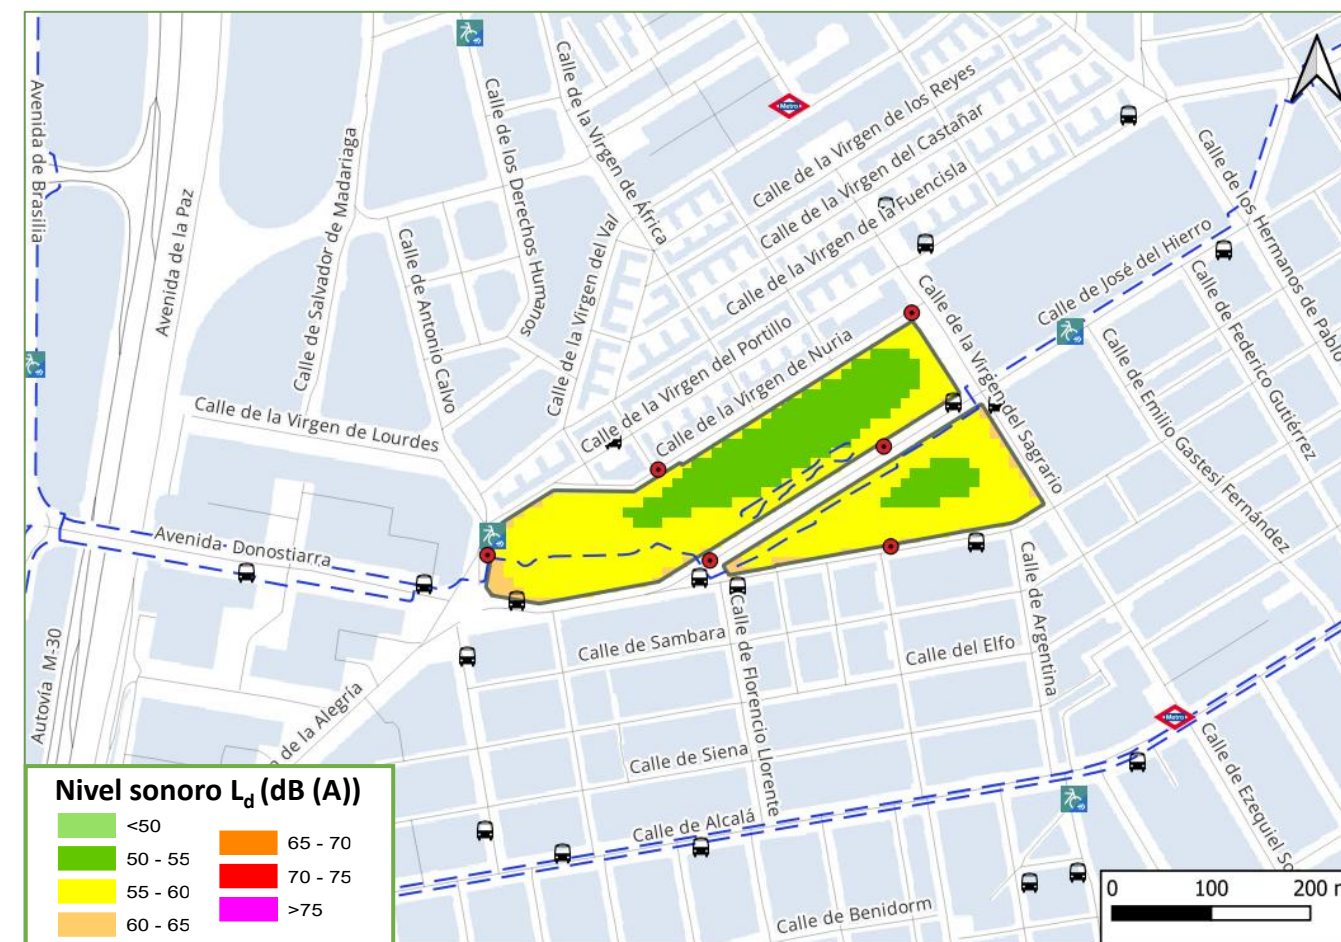 Avenida de Brasilia
Avenida de la Paz
Calle de Salvador de Madariaga
Calle de los Derechos Humanos
Calle de la Virgen de África
Metro
Calle de la Virgen de los Reyes
Calle de la Virgen del Castañar
Calle de la Virgen de la Fuencisla
Calle de los Hermanos de Pablo
Calle de José del Hierro
Calle de Federico Gutiérrez
Calle de Emilio Gastesi Fernández
Calle de la Virgen del Sagrario
Calle de Antonio Calvo
Calle de la Virgen del Val
Calle de la Virgen del Portillo
Calle de la Virgen de Nuria
Calle de la Virgen de Lourdes
Avenida Donostiarra
Autovía M-30
a de la Alegría
Calle de Sambara
Calle de Florencio Llorente
Calle del Elfo
Calle de Argentina
Calle de Siena
Calle de Alcalá
Metro
Calle de Ezequiel So
Calle de Benidorm
Nivel sonoro Ld (dB (A))
<50
50 - 55
55 - 60
60 - 65
65 - 70
70 - 75
>75
0 100 200 m